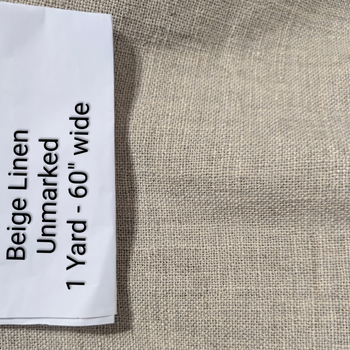 Beige Linen
Unmarked
1 Yard - 60" wide